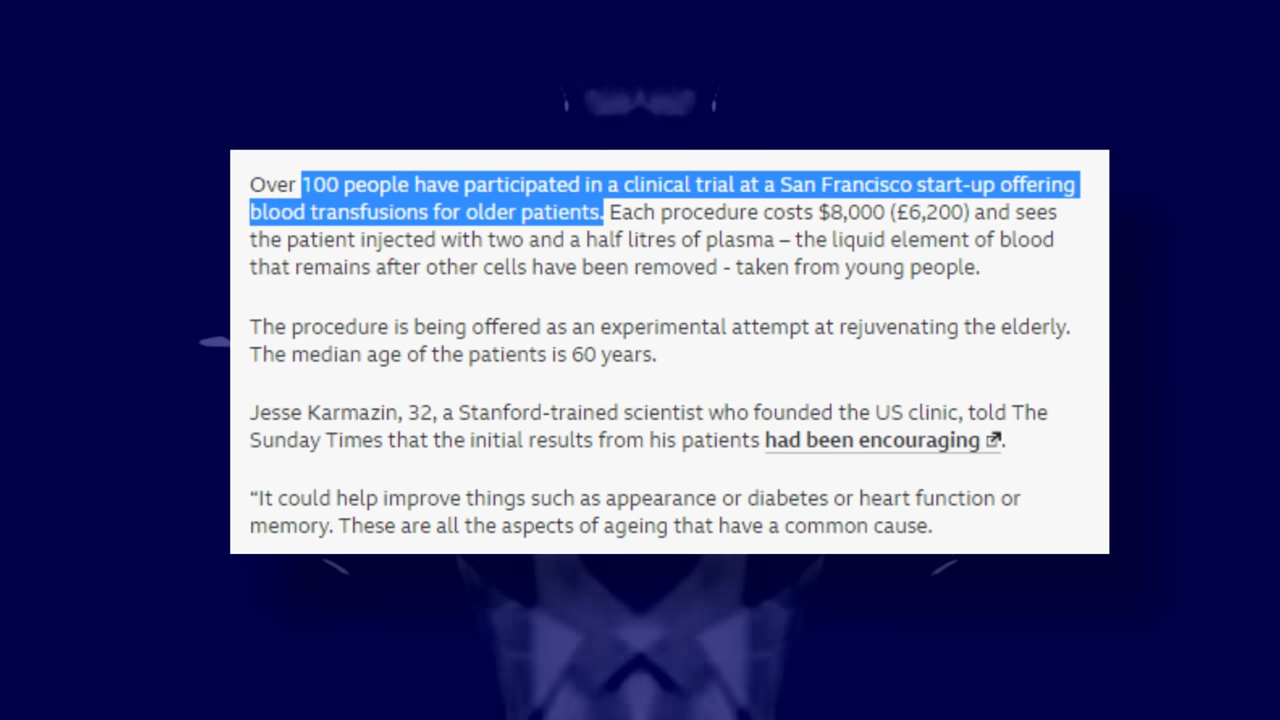 Over 100 people have participated in a clinical trial at a San Francisco start-up offering
blood transfusions for older patients. Each procedure costs $8,000 (£6,200) and sees
the patient injected with two and a half litres of plasma – the liquid element of blood
that remains after other cells have been removed - taken from young people.
The procedure is being offered as an experimental attempt at rejuvenating the elderly.
The median age of the patients is 60 years.
Jesse Karmazin, 32, a Stanford-trained scientist who founded the US clinic, told The
Sunday Times that the initial results from his patients had been encouraging.
“It could help improve things such as appearance or diabetes or heart function or
memory. These are all the aspects of ageing that have a common cause.